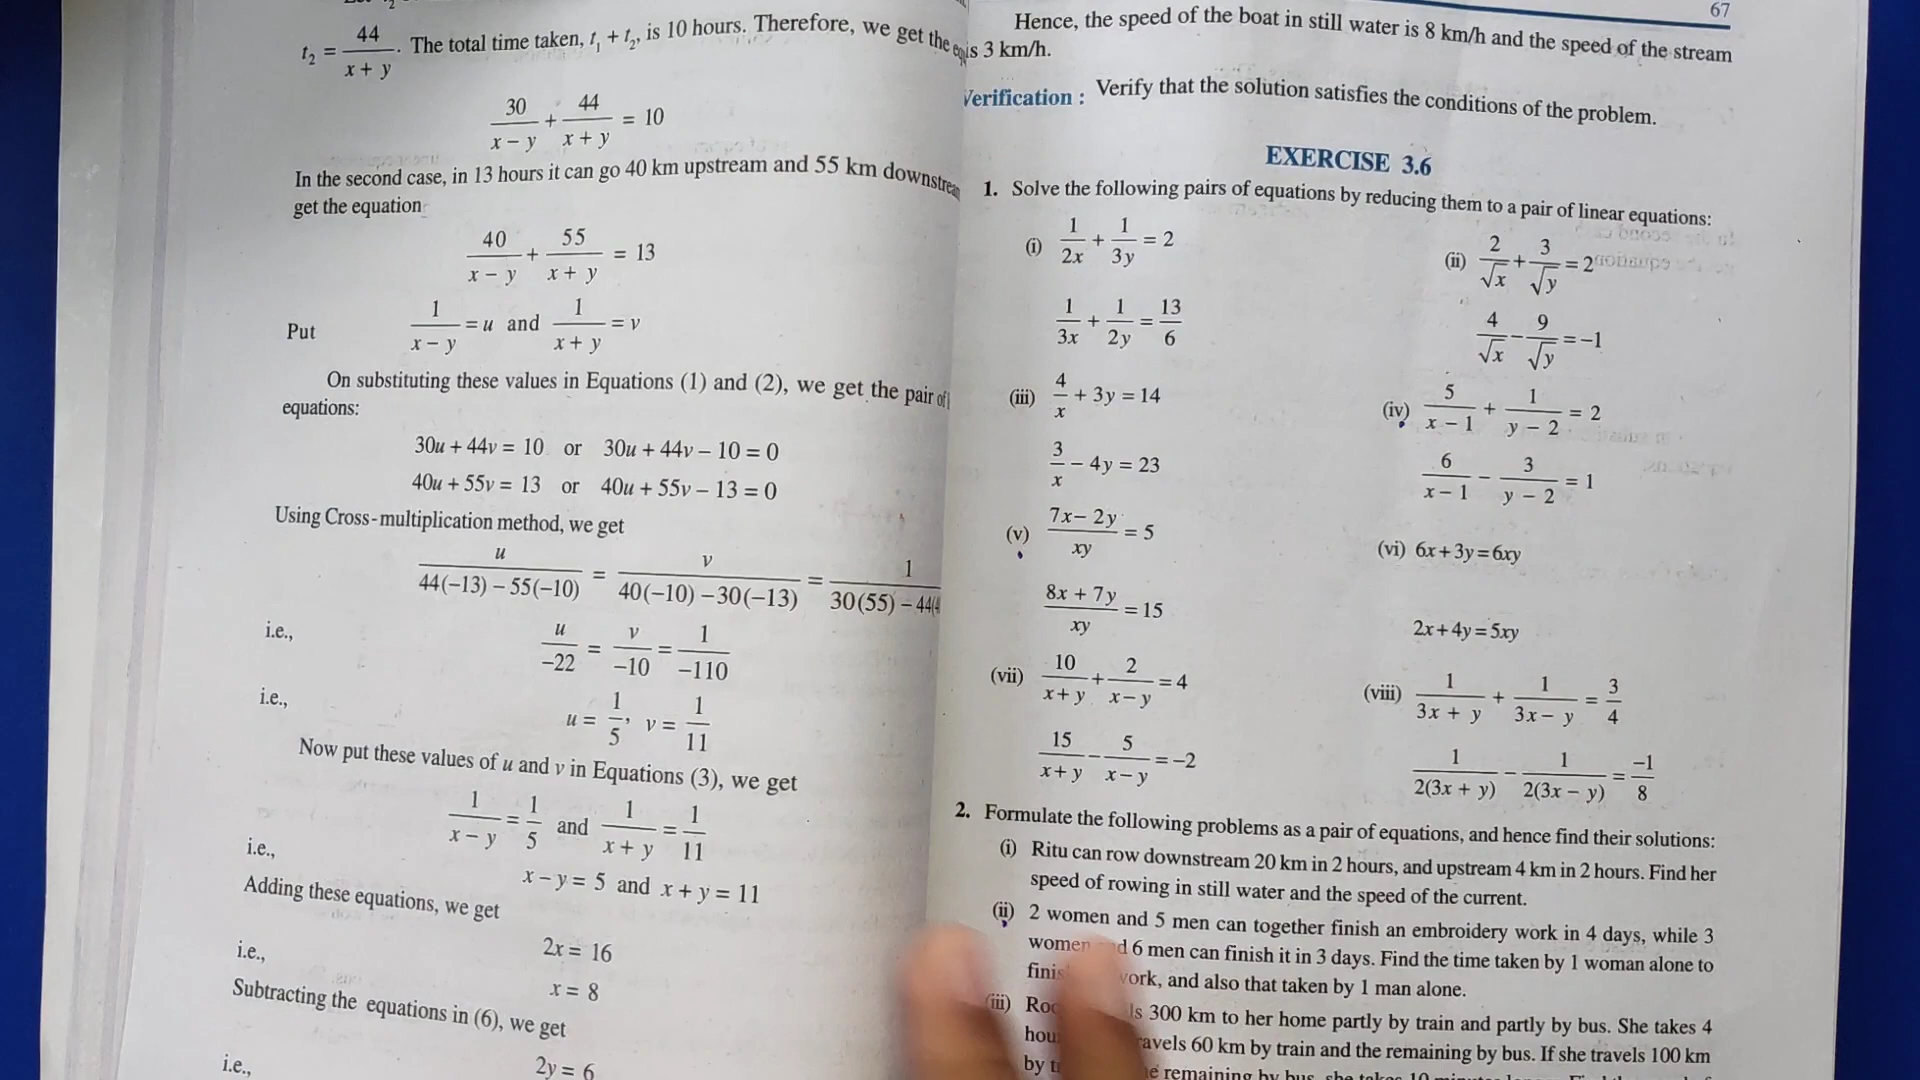 t₂ = 44/(x + y). The total time taken, t₁ + t₂, is 10 hours. Therefore, we get the
30/(x – y) + 44/(x + y) = 10
In the second case, in 13 hours it can go 40 km upstream and 55 km downstream
get the equation
40/(x – y) + 55/(x + y) = 13
Put 1/(x – y) = u and 1/(x + y) = v
On substituting these values in Equations (1) and (2), we get the pair of
equations:
30u + 44v = 10 or 30u + 44v – 10 = 0
40u + 55v = 13 or 40u + 55v – 13 = 0
Using Cross-multiplication method, we get
u/(44(–13) – 55(–10)) = v/(40(–10) – 30(–13)) = 1/(30(55) – 44(
i.e., u/–22 = v/–10 = 1/–110
i.e., u = 1/5, v = 1/11
Now put these values of u and v in Equations (3), we get
1/(x – y) = 1/5 and 1/(x + y) = 1/11
i.e., x – y = 5 and x + y = 11
Adding these equations, we get
i.e., 2x = 16
x = 8
Subtracting the equations in (6), we get
i.e., 2y = 6
67
Hence, the speed of the boat in still water is 8 km/h and the speed of the stream
is 3 km/h.
Verification : Verify that the solution satisfies the conditions of the problem.
EXERCISE 3.6
1. Solve the following pairs of equations by reducing them to a pair of linear equations:
(i) 1/2x + 1/3y = 2
1/3x + 1/2y = 13/6
(ii) 2/√x + 3/√y = 2
4/√x – 9/√y = –1
(iii) 4/x + 3y = 14
3/x – 4y = 23
(iv) 5/(x – 1) + 1/(y – 2) = 2
6/(x – 1) – 3/(y – 2) = 1
(v) (7x – 2y)/xy = 5
(8x + 7y)/xy = 15
(vi) 6x + 3y = 6xy
2x + 4y = 5xy
(vii) 10/(x + y) + 2/(x – y) = 4
15/(x + y) – 5/(x – y) = –2
(viii) 1/(3x + y) + 1/(3x – y) = 3/4
1/2(3x + y) – 1/2(3x – y) = –1/8
2. Formulate the following problems as a pair of equations, and hence find their solutions:
(i) Ritu can row downstream 20 km in 2 hours, and upstream 4 km in 2 hours. Find her
speed of rowing in still water and the speed of the current.
(ii) 2 women and 5 men can together finish an embroidery work in 4 days, while 3
women 6 men can finish it in 3 days. Find the time taken by 1 woman alone to
work, and also that taken by 1 man alone.
(iii) 300 km to her home partly by train and partly by bus. She takes 4
travels 60 km by train and the remaining by bus. If she travels 100 km
by remaining by bus, she takes 10